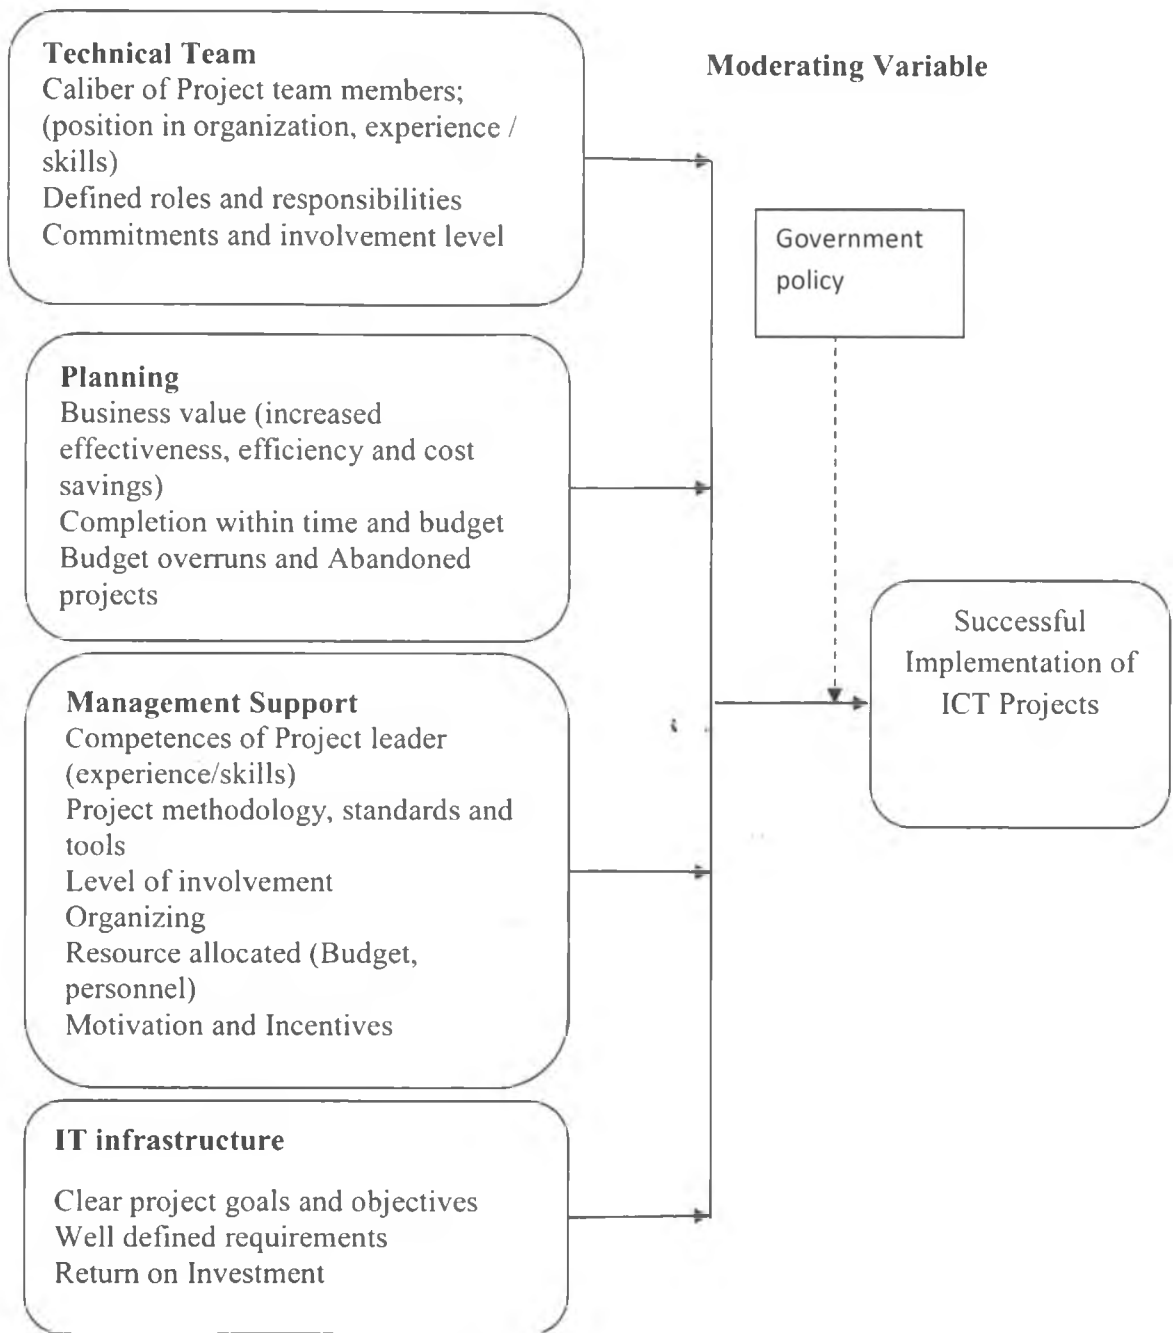 Technical Team
Caliber of Project team members;
(position in organization, experience /
skills)
Defined roles and responsibilities
Commitments and involvement level
Moderating Variable
Government
policy
Planning
Business value (increased
effectiveness, efficiency and cost
savings)
Completion within time and budget
Budget overruns and Abandoned
projects
Management Support
Competences of Project leader
(experience/skills)
Project methodology, standards and
tools
Level of involvement
Organizing
Resource allocated (Budget,
personnel)
Motivation and Incentives
IT infrastructure
Clear project goals and objectives
Well defined requirements
Return on Investment
Successful
Implementation of
ICT Projects